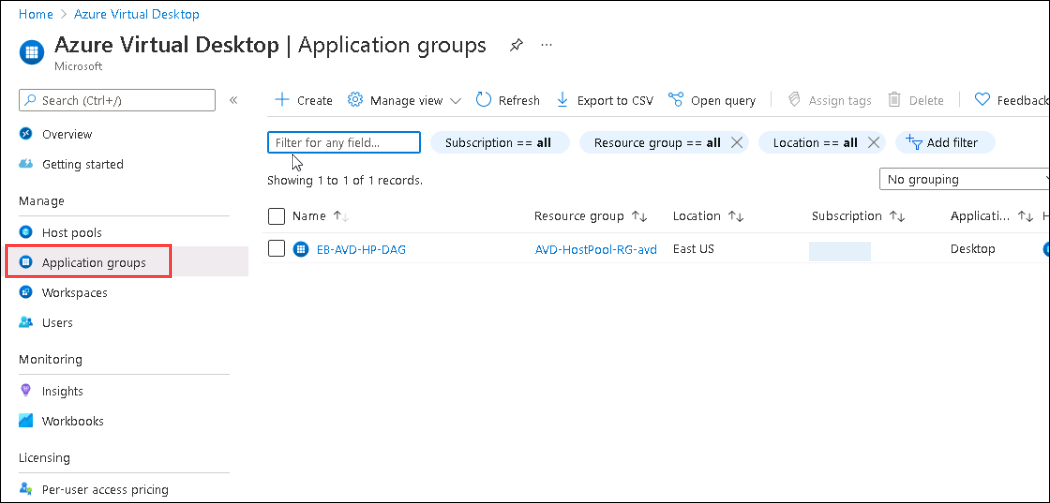 Home > Azure Virtual Desktop
Azure Virtual Desktop | Application groups ...
Microsoft
Search (Ctrl+/) «
Overview
Getting started
Manage
Host pools
Application groups
Workspaces
Users
Monitoring
Insights
Workbooks
Licensing
Per-user access pricing
+ Create Manage view Refresh Export to CSV Open query Assign tags Delete Feedback
Filter for any field... Subscription == all Resource group == all Location == all Add filter
Showing 1 to 1 of 1 records. No grouping
Name ↑↓ Resource group ↑↓ Location ↑↓ Subscription ↑↓ Applicati... ↑↓ H
EB-AVD-HP-DAG AVD-HostPool-RG-avd East US Desktop